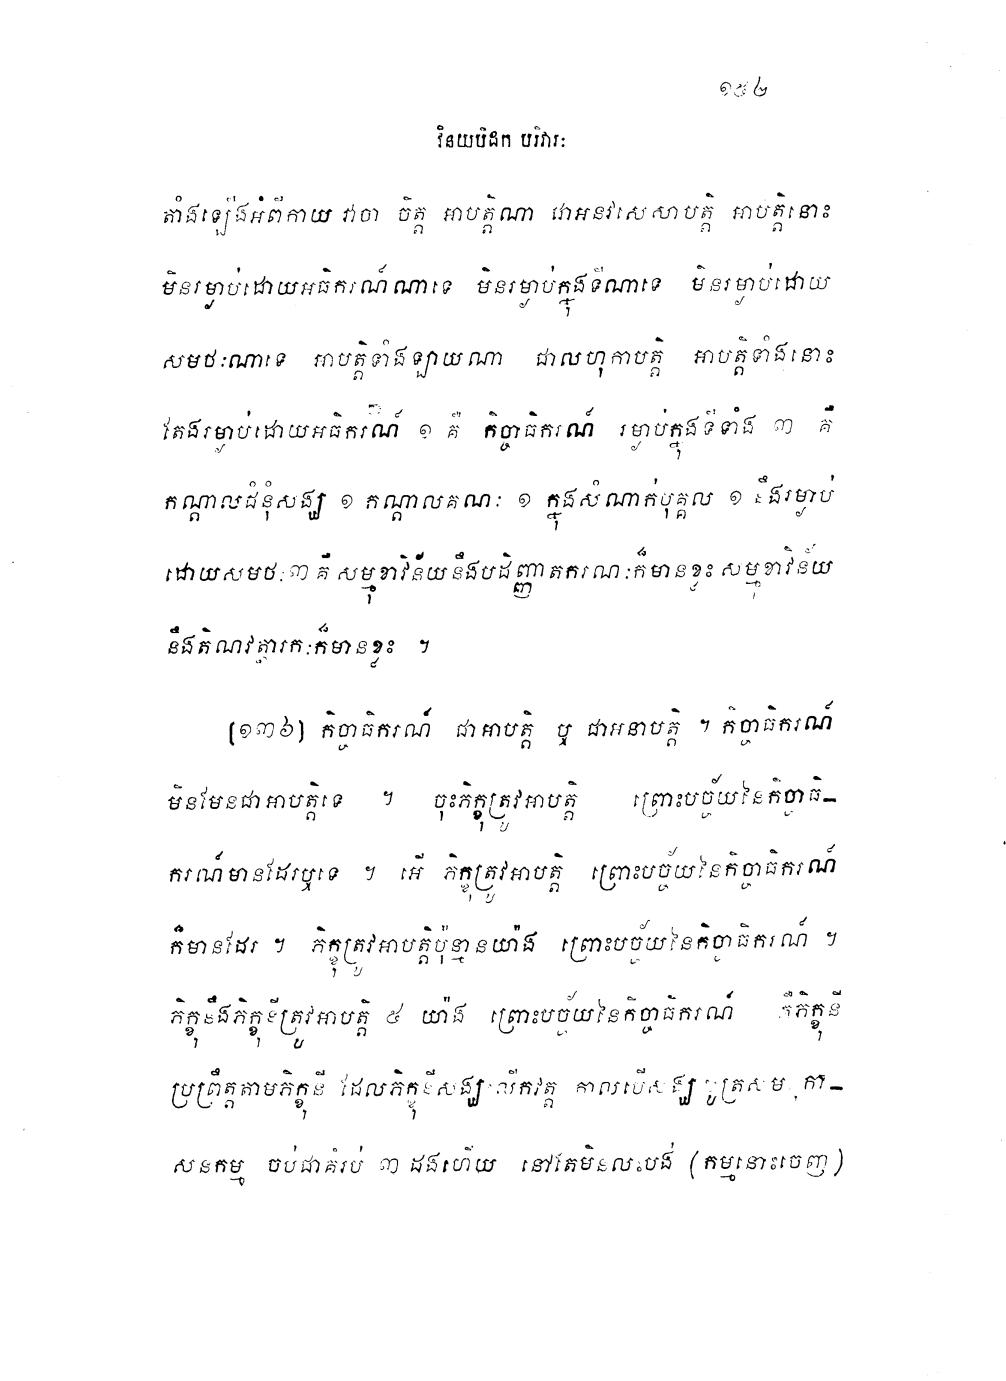 ១៥៤
វិនយបិដក បរិវារៈ
តាំងឡើងអំពីកាយ វាចា ចិត្ត អាបត្តិណា ជាអនវសេសាបត្តិ អាបត្តិនោះ
មិនរម្ងាប់ដោយអធិករណ៍ណាទេ មិនរម្ងាប់ក្នុងទីណាទេ មិនរម្ងាប់ដោយ
សមថៈណាទេ អាបត្តិទាំងឡាយណា ជាលហុកាបត្តិ អាបត្តិទាំងនោះ
តែងរម្ងាប់ដោយអធិករណ៍ ១ គឺ កិច្ចាធិករណ៍ រម្ងាប់ក្នុងទីទាំង ៣ គឺ
កណ្តាលជំនុំសង្ឃ ១ កណ្តាលគណៈ ១ ក្នុងសំណាក់បុគ្គល ១ នឹងរម្ងាប់
ដោយសមថៈ ៣ គឺ សម្មុខាវិន័យនឹងបដិញ្ញាតករណៈក៏មានខ្លះ សម្មុខាវិន័យ
នឹងតិណវត្ថារកៈក៏មានខ្លះ ។
[១៣៦] កិច្ចាធិករណ៍ ជាអាបត្តិ ឬ ជាអនាបត្តិ ។ កិច្ចាធិករណ៍
មិនមែនជាអាបត្តិទេ ។ ចុះភិក្ខុត្រូវអាបត្តិ ព្រោះបច្ច័យនៃកិច្ចាធិ-
ករណ៍មានដែរឬទេ ។ អើ ភិក្ខុត្រូវអាបត្តិ ព្រោះបច្ច័យនៃកិច្ចាធិករណ៍
ក៏មានដែរ ។ ភិក្ខុត្រូវអាបត្តិប៉ុន្មានយ៉ាង ព្រោះបច្ច័យនៃកិច្ចាធិករណ៍ ។
ភិក្ខុនឹងភិក្ខុនីត្រូវអាបត្តិ ៥ យ៉ាង ព្រោះបច្ច័យនៃកិច្ចាធិករណ៍ គឺភិក្ខុនី
ប្រព្រឹត្តតាមភិក្ខុនី ដែលភិក្ខុនីសង្ឃលើកវត្ត កាលបើសង្ឃសូត្រសមនុភា-
សនកម្ម ចប់ជាគំរប់ ៣ ដងហើយ នៅតែមិនលះបង់ (កម្មនោះចេញ)